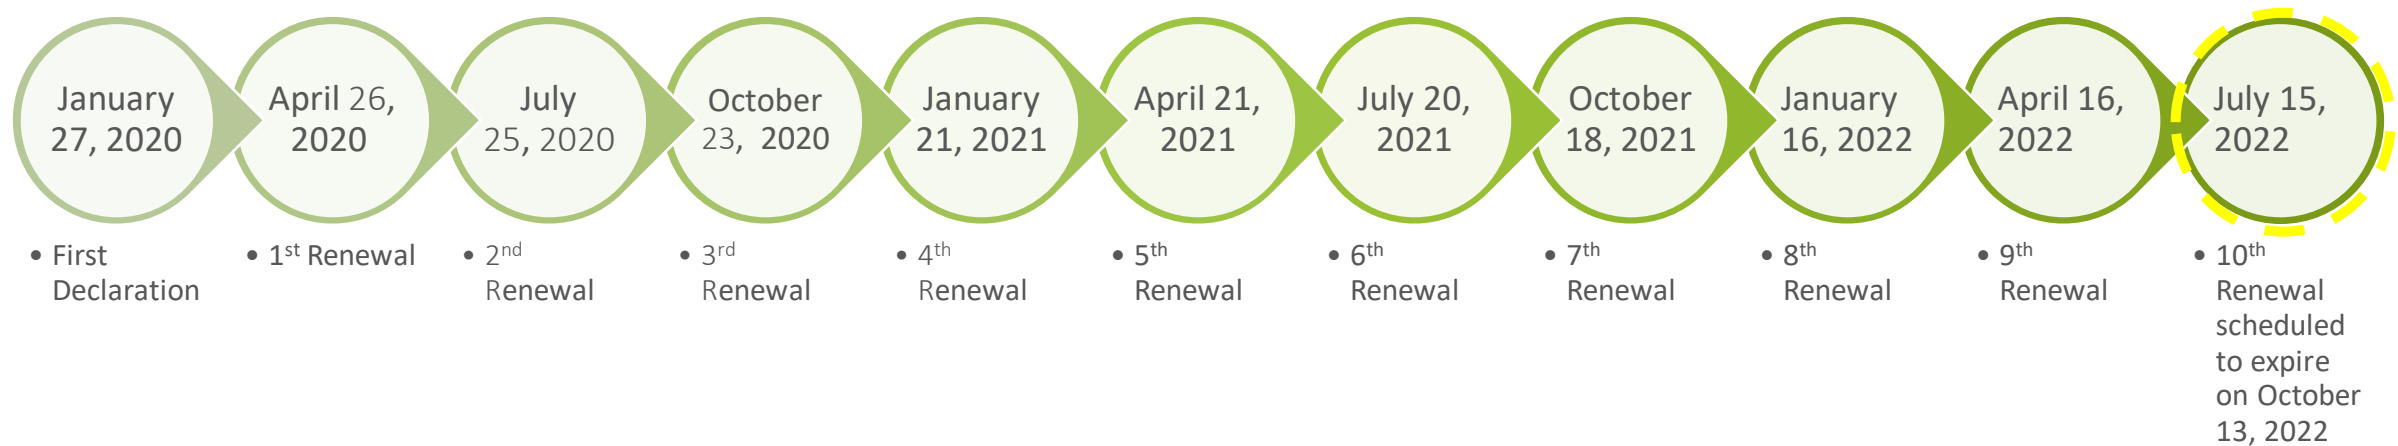 January
27, 2020
• First
Declaration
April 26,
2020
• 1st Renewal
July
25, 2020
• 2nd
Renewal
October
23, 2020
• 3rd
Renewal
January
21, 2021
• 4th
Renewal
April 21,
2021
• 5th
Renewal
July 20,
2021
• 6th
Renewal
October
18, 2021
• 7th
Renewal
January
16, 2022
• 8th
Renewal
April 16,
2022
• 9th
Renewal
July 15,
2022
• 10th
Renewal
scheduled
to expire
on October
13, 2022